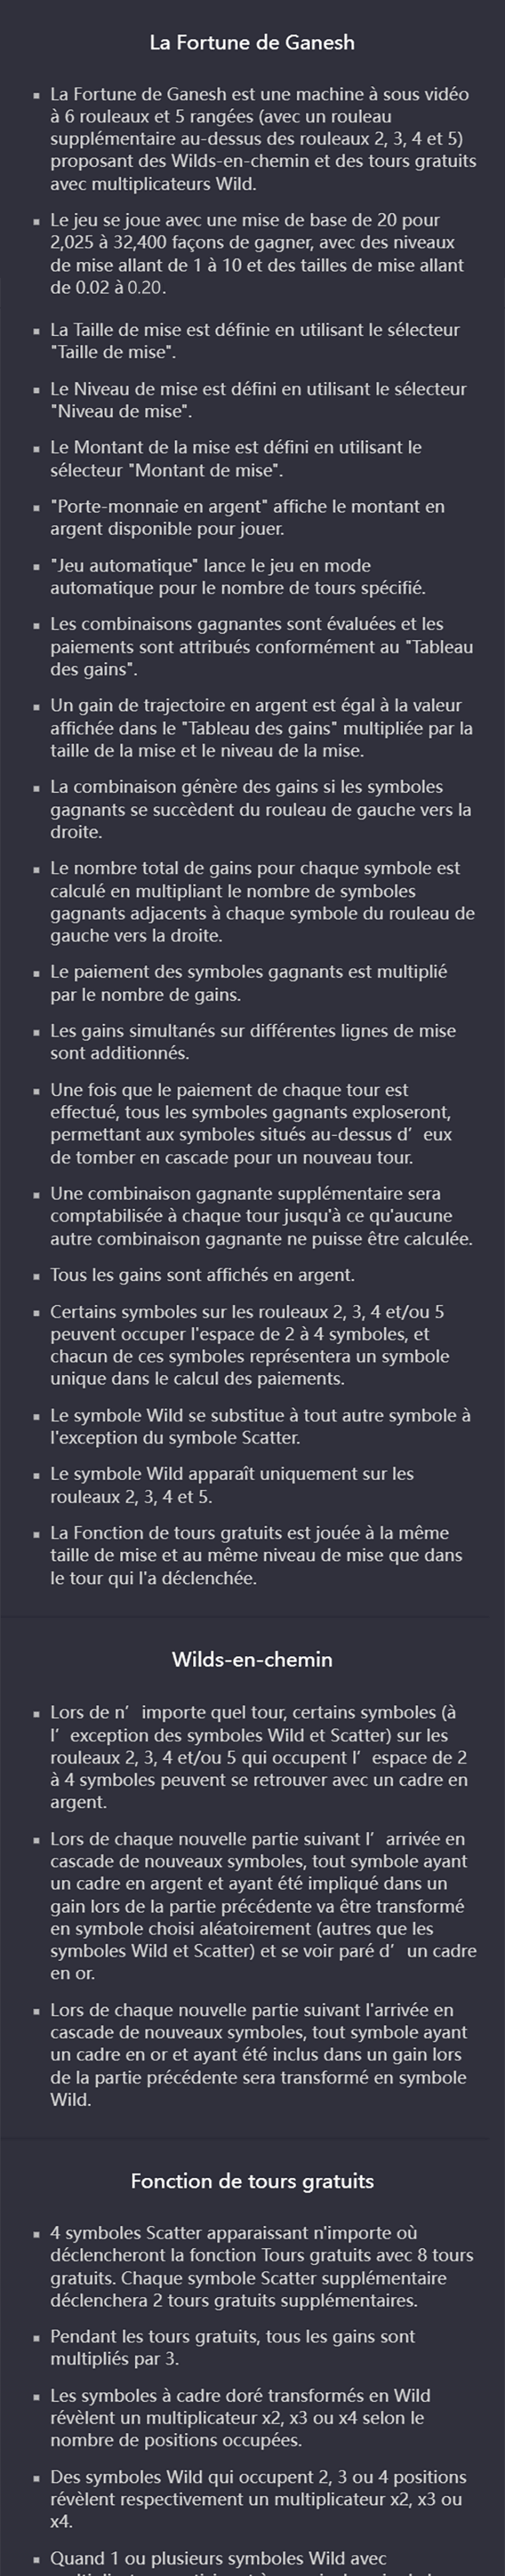 La Fortune de Ganesh
La Fortune de Ganesh est une machine à sous vidéo
à 6 rouleaux et 5 rangées (avec un rouleau
supplémentaire au-dessus des rouleaux 2, 3, 4 et 5)
proposant des Wilds-en-chemin et des tours gratuits
avec multiplicateurs Wild.
Le jeu se joue avec une mise de base de 20 pour
2,025 à 32,400 façons de gagner, avec des niveaux
de mise allant de 1 à 10 et des tailles de mise allant
de 0.02 à 0.20.
La Taille de mise est définie en utilisant le sélecteur
"Taille de mise".
Le Niveau de mise est défini en utilisant le sélecteur
"Niveau de mise".
Le Montant de la mise est défini en utilisant le
sélecteur "Montant de mise".
"Porte-monnaie en argent" affiche le montant en
argent disponible pour jouer.
"Jeu automatique" lance le jeu en mode
automatique pour le nombre de tours spécifié.
Les combinaisons gagnantes sont évaluées et les
paiements sont attribués conformément au "Tableau
des gains".
Un gain de trajectoire en argent est égal à la valeur
affichée dans le "Tableau des gains" multipliée par la
taille de la mise et le niveau de la mise.
La combinaison génère des gains si les symboles
gagnants se succèdent du rouleau de gauche vers la
droite.
Le nombre total de gains pour chaque symbole est
calculé en multipliant le nombre de symboles
gagnants adjacents à chaque symbole du rouleau de
gauche vers la droite.
Le paiement des symboles gagnants est multiplié
par le nombre de gains.
Les gains simultanés sur différentes lignes de mise
sont additionnés.
Une fois que le paiement de chaque tour est
effectué, tous les symboles gagnants exploseront,
permettant aux symboles situés au-dessus d’ eux
de tomber en cascade pour un nouveau tour.
Une combinaison gagnante supplémentaire sera
comptabilisée à chaque tour jusqu'à ce qu'aucune
autre combinaison gagnante ne puisse être calculée.
Tous les gains sont affichés en argent.
Certains symboles sur les rouleaux 2, 3, 4 et/ou 5
peuvent occuper l'espace de 2 à 4 symboles, et
chacun de ces symboles représentera un symbole
unique dans le calcul des paiements.
Le symbole Wild se substitue à tout autre symbole à
l'exception du symbole Scatter.
Le symbole Wild apparaît uniquement sur les
rouleaux 2, 3, 4 et 5.
La Fonction de tours gratuits est jouée à la même
taille de mise et au même niveau de mise que dans
le tour qui l'a déclenchée.
Wilds-en-chemin
Lors de n’ importe quel tour, certains symboles (à
l’ exception des symboles Wild et Scatter) sur les
rouleaux 2, 3, 4 et/ou 5 qui occupent l’ espace de 2
à 4 symboles peuvent se retrouver avec un cadre en
argent.
Lors de chaque nouvelle partie suivant l’ arrivée en
cascade de nouveaux symboles, tout symbole ayant
un cadre en argent et ayant été impliqué dans un
gain lors de la partie précédente va être transformé
en symbole choisi aléatoirement (autres que les
symboles Wild et Scatter) et se voir paré d’ un cadre
en or.
Lors de chaque nouvelle partie suivant l'arrivée en
cascade de nouveaux symboles, tout symbole ayant
un cadre en or et ayant été inclus dans un gain lors
de la partie précédente sera transformé en symbole
Wild.
Fonction de tours gratuits
4 symboles Scatter apparaissant n'importe où
déclencheront la fonction Tours gratuits avec 8 tours
gratuits. Chaque symbole Scatter supplémentaire
déclenchera 2 tours gratuits supplémentaires.
Pendant les tours gratuits, tous les gains sont
multipliés par 3.
Les symboles à cadre doré transformés en Wild
révèlent un multiplicateur x2, x3 ou x4 selon le
nombre de positions occupées.
Des symboles Wild qui occupent 2, 3 ou 4 positions
révèlent respectivement un multiplicateur x2, x3 ou
x4.
Quand 1 ou plusieurs symboles Wild avec